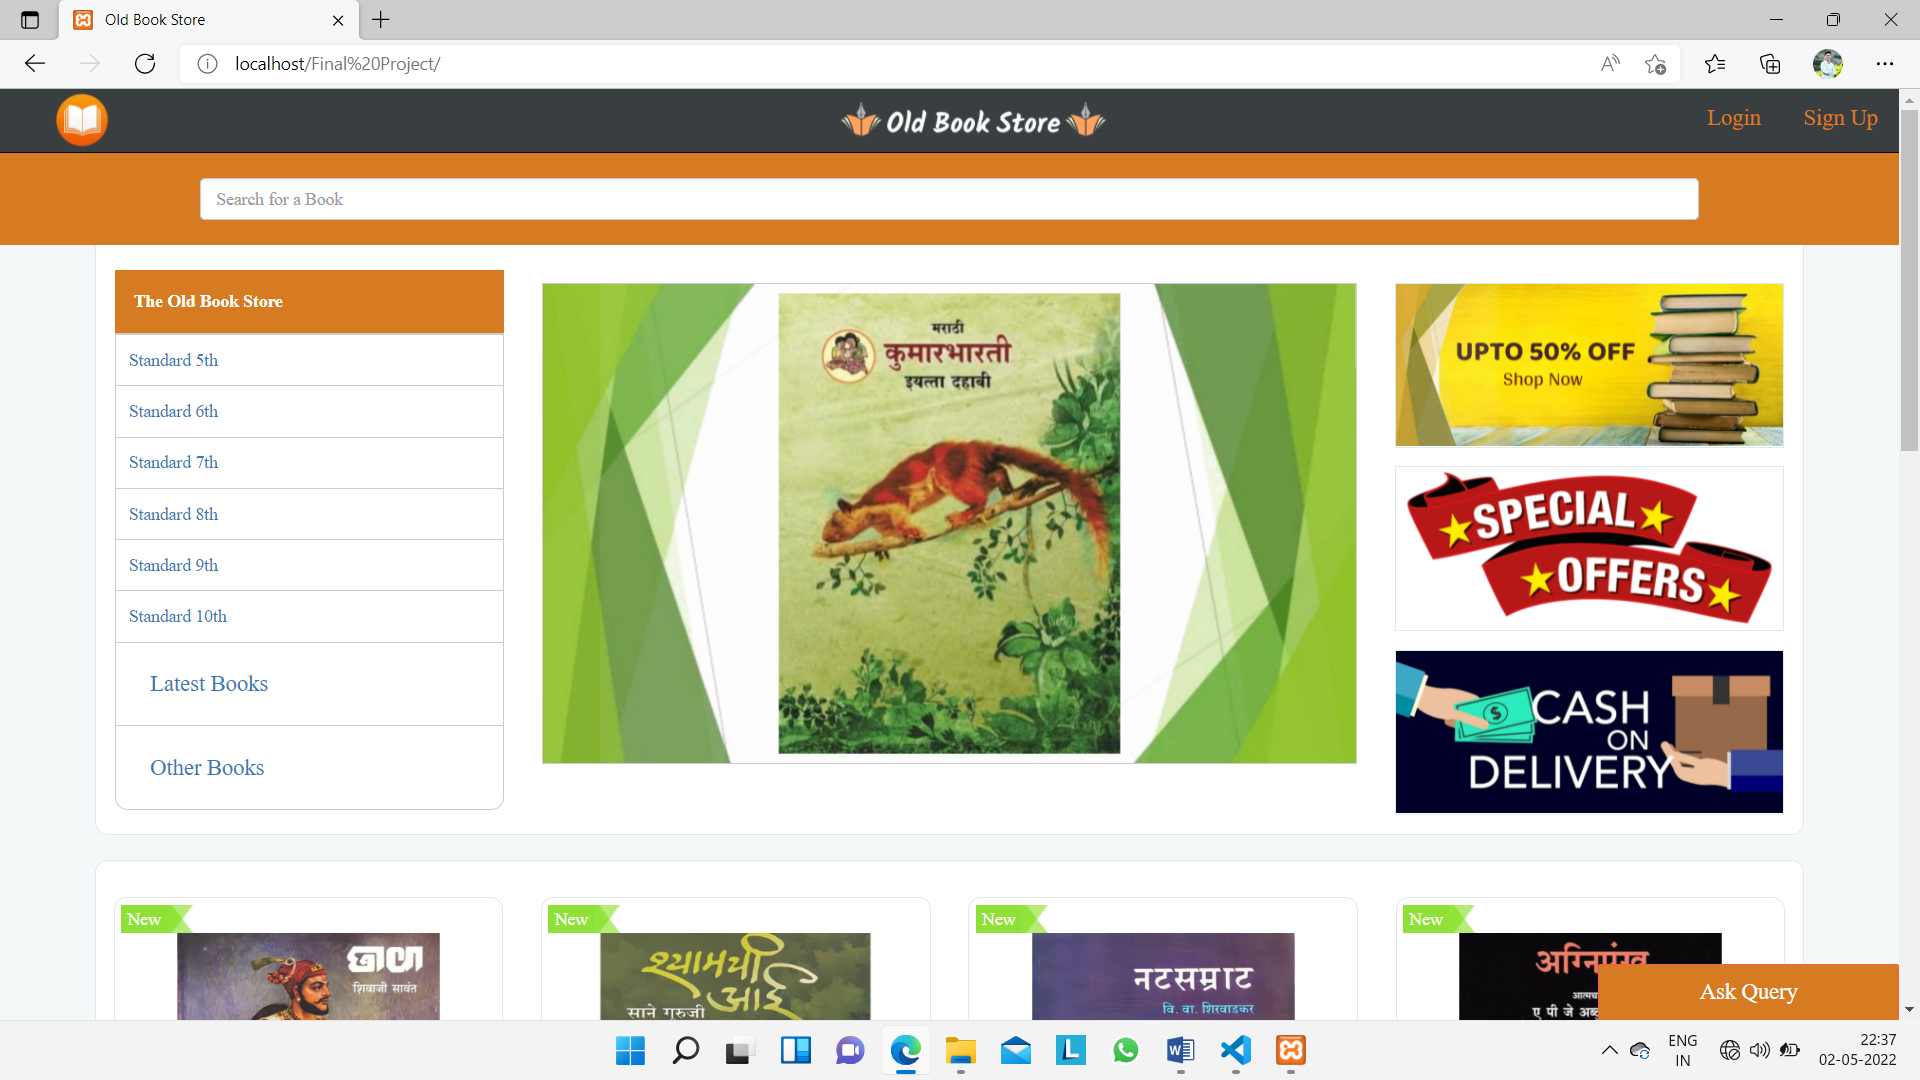 Old Book Store
localhost/Final%20Project/
Old Book Store
Login
Sign Up
Search for a Book
The Old Book Store
Standard 5th
Standard 6th
Standard 7th
Standard 8th
Standard 9th
Standard 10th
Latest Books
Other Books
मराठी
कुमारभारती
इयत्ता दहावी
UPTO 50% OFF
Shop Now
SPECIAL
OFFERS
CASH
ON
DELIVERY
New
छावा
शिवाजी सावंत
New
श्यामची
आई
साने गुरुजी
New
नटसम्राट
वि. वा. शिरवाडकर
New
अग्निपंख
ए पी जे
Ask Query
ENG
IN
22:37
02-05-2022